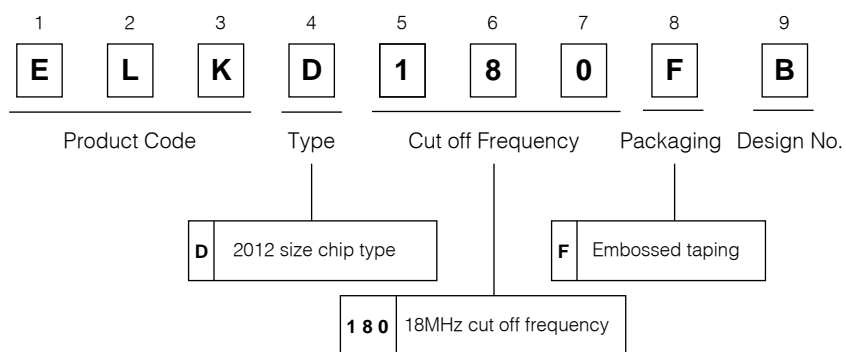 1 2 3 4 5 6 7 8 9
E L K D 1 8 0 F B
Product Code Type Cut off Frequency Packaging Design No.
D 2012 size chip type F Embossed taping
1 8 0 18MHz cut off frequency